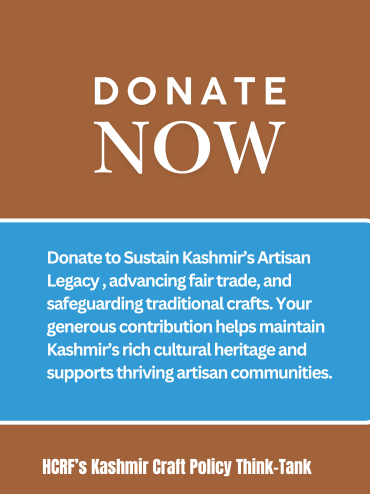 DONATE
NOW
Donate to Sustain Kashmir’s Artisan
Legacy , advancing fair trade, and
safeguarding traditional crafts. Your
generous contribution helps maintain
Kashmir’s rich cultural heritage and
supports thriving artisan communities.
HCRF’s Kashmir Craft Policy Think-Tank